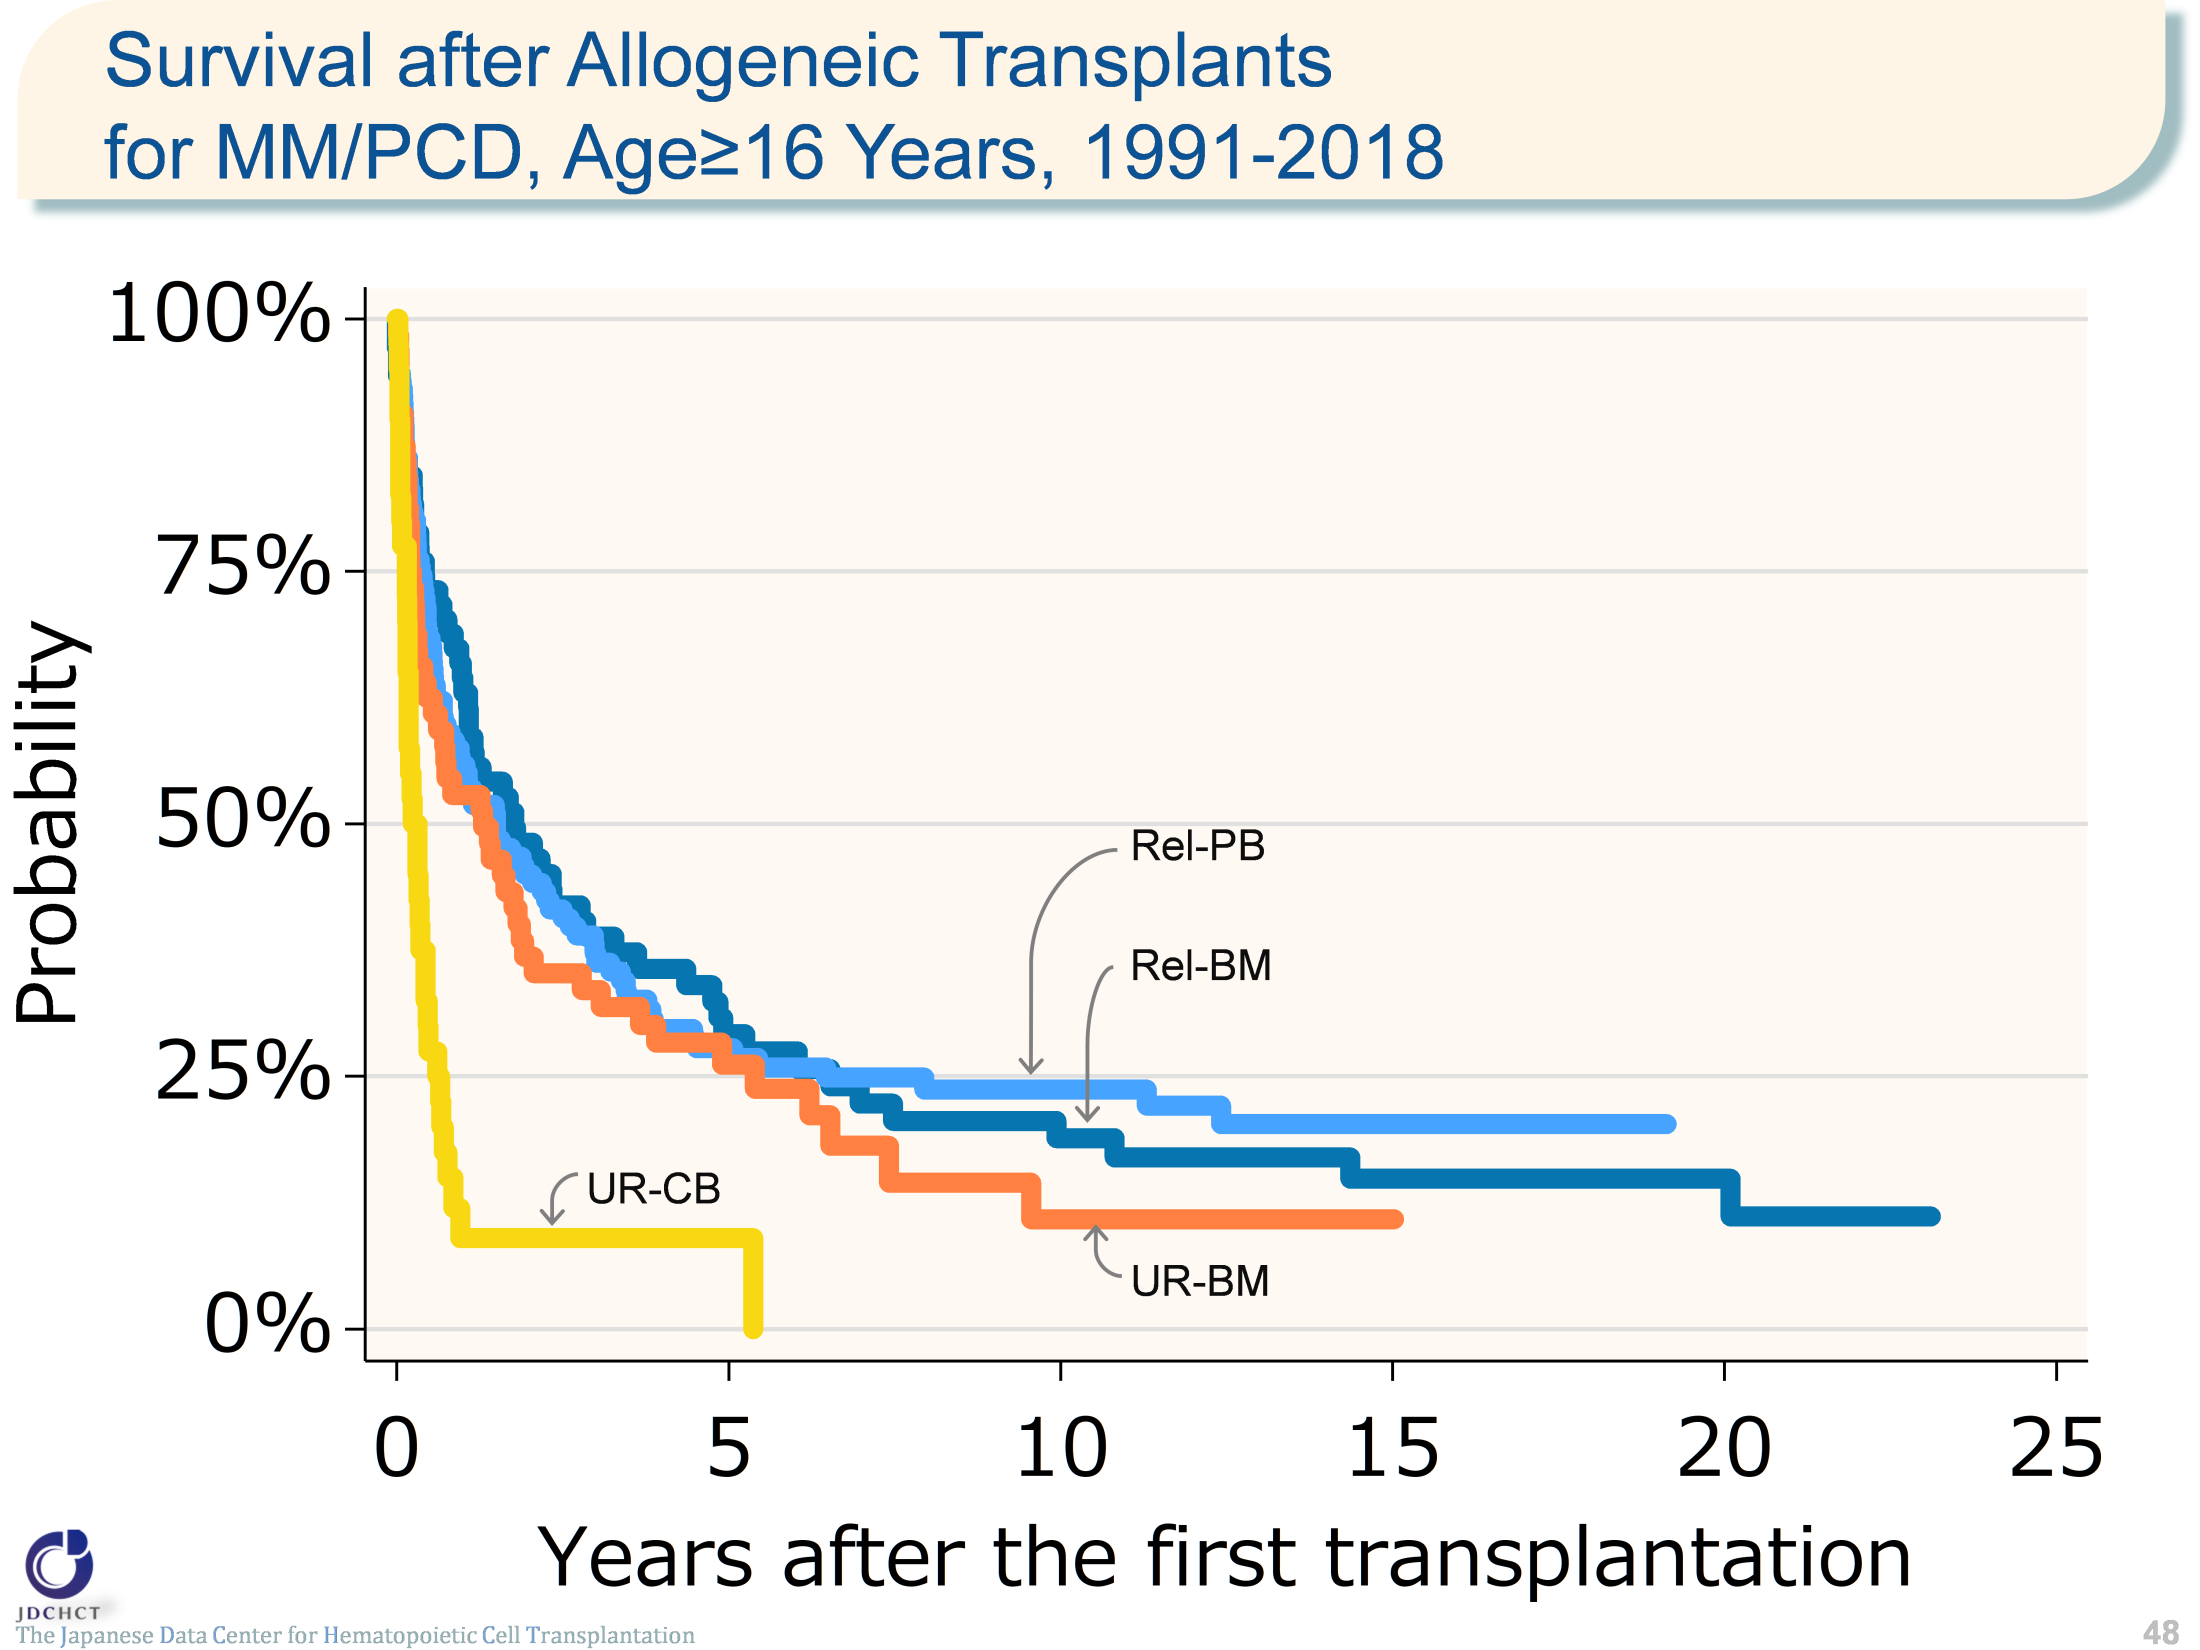 Survival after Allogeneic Transplants
for MM/PCD, Age≥16 Years, 1991-2018
100%
75%
50%
25%
0%
Probability
Rel-PB
Rel-BM
UR-CB
UR-BM
0 5 10 15 20 25
Years after the first transplantation
JDCHCT
The Japanese Data Center for Hematopoietic Cell Transplantation
48